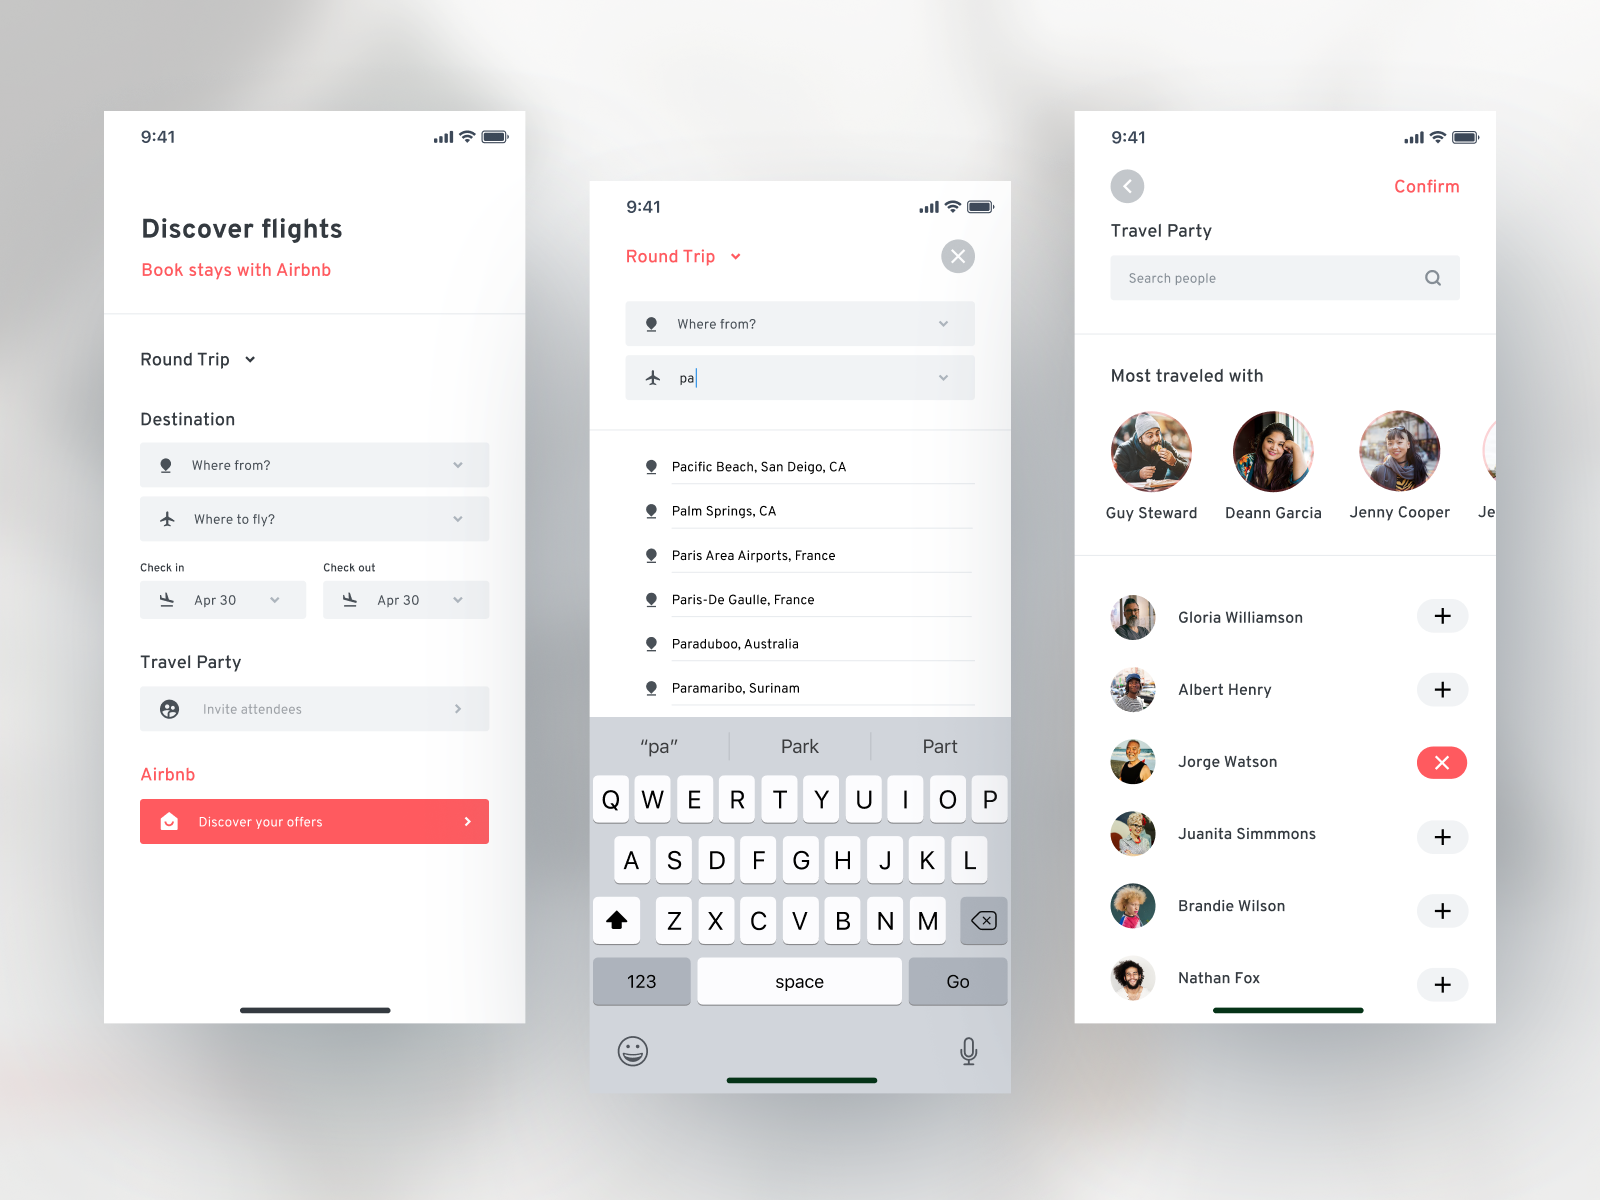 9:41
Discover flights
Book stays with Airbnb
Round Trip
Destination
Where from?
Where to fly?
Check in
Check out
Apr 30
Apr 30
Travel Party
Invite attendees
Airbnb
Discover your offers
9:41
Round Trip
Where from?
pa
Pacific Beach, San Deigo, CA
Palm Springs, CA
Paris Area Airports, France
Paris-De Gaulle, France
Paraduboo, Australia
Paramaribo, Surinam
“pa” Park Part
Q W E R T Y U I O P
A S D F G H J K L
Z X C V B N M
123 space Go
9:41
Confirm
Travel Party
Search people
Most traveled with
Guy Steward Deann Garcia Jenny Cooper Je
Gloria Williamson
Albert Henry
Jorge Watson
Juanita Simmmons
Brandie Wilson
Nathan Fox